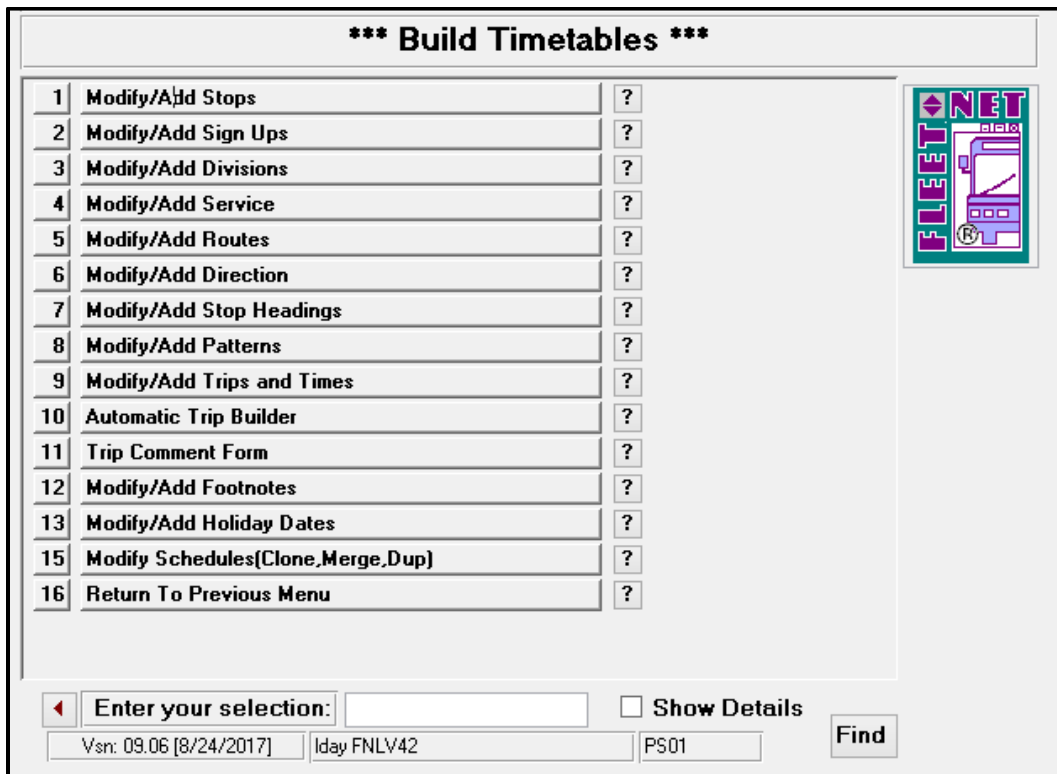 *** Build Timetables ***
1 Modify/Add Stops ?
2 Modify/Add Sign Ups ?
3 Modify/Add Divisions ?
4 Modify/Add Service ?
5 Modify/Add Routes ?
6 Modify/Add Direction ?
7 Modify/Add Stop Headings ?
8 Modify/Add Patterns ?
9 Modify/Add Trips and Times ?
10 Automatic Trip Builder ?
11 Trip Comment Form ?
12 Modify/Add Footnotes ?
13 Modify/Add Holiday Dates ?
15 Modify Schedules(Clone,Merge,Dup) ?
16 Return To Previous Menu ?
FLEET NET
®
Enter your selection: Show Details
Find
Vsn: 09.06 [8/24/2017] lday FNLV42 PS01